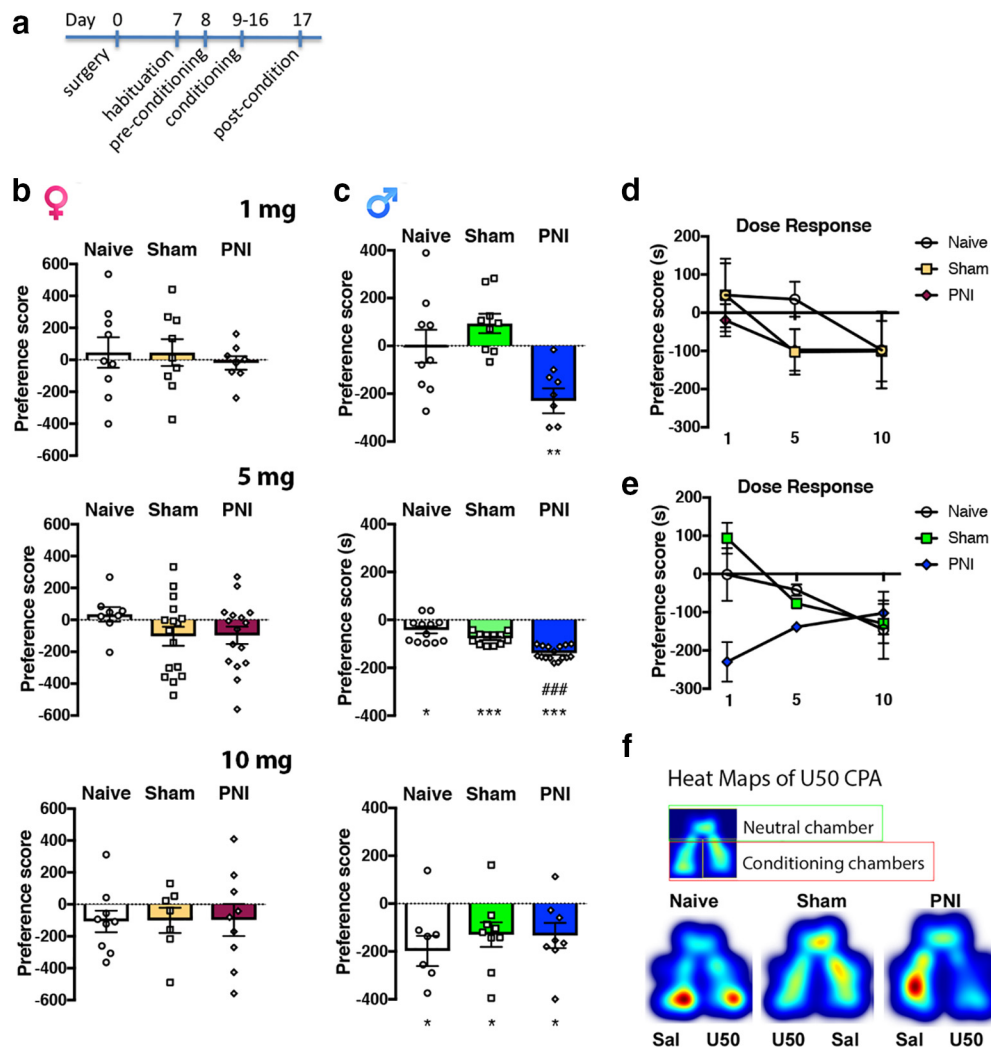 a
Day 0 7 8 9-16 17
surgery habituation pre-conditioning conditioning post-condition
b ♀ c ♂ d
1 mg
Naive Sham PNI
Preference score
600
400
200
0
-200
-400
-600
Naive Sham PNI
Preference score
400
200
0
-200
-400
**
Dose Response
Preference score (s)
200
100
0
-100
-200
-300
1 5 10
Naive
Sham
PNI
5 mg
Naive Sham PNI
Preference score
600
400
200
0
-200
-400
-600
Naive Sham PNI
Preference score (s)
400
200
0
-200
-400
###
* *** ***
e
Dose Response
Preference score (s)
200
100
0
-100
-200
-300
1 5 10
Naive
Sham
PNI
10 mg
Naive Sham PNI
Preference score
600
400
200
0
-200
-400
-600
Naive Sham PNI
Preference score
400
200
0
-200
-400
* * *
f
Heat Maps of U50 CPA
Neutral chamber
Conditioning chambers
Naive Sham PNI
Sal U50 U50 Sal Sal U50